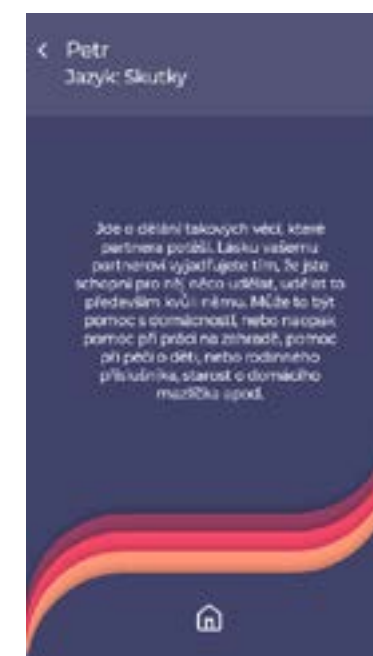 Petr
Jazyk: Skutky
Jde o dělání takových věcí, které
partnera potěší. Lásku vašemu
partnerovi vyjadřujete tím, že jste
schopni pro něj něco udělat, udělat to
především kvůli němu. Může to být
pomoc s domácností, nebo naopak
pomoc při práci na zahradě, pomoc
při péči o děti, nebo rodinného
příslušníka, starost o domácího
mazlíčka apod.